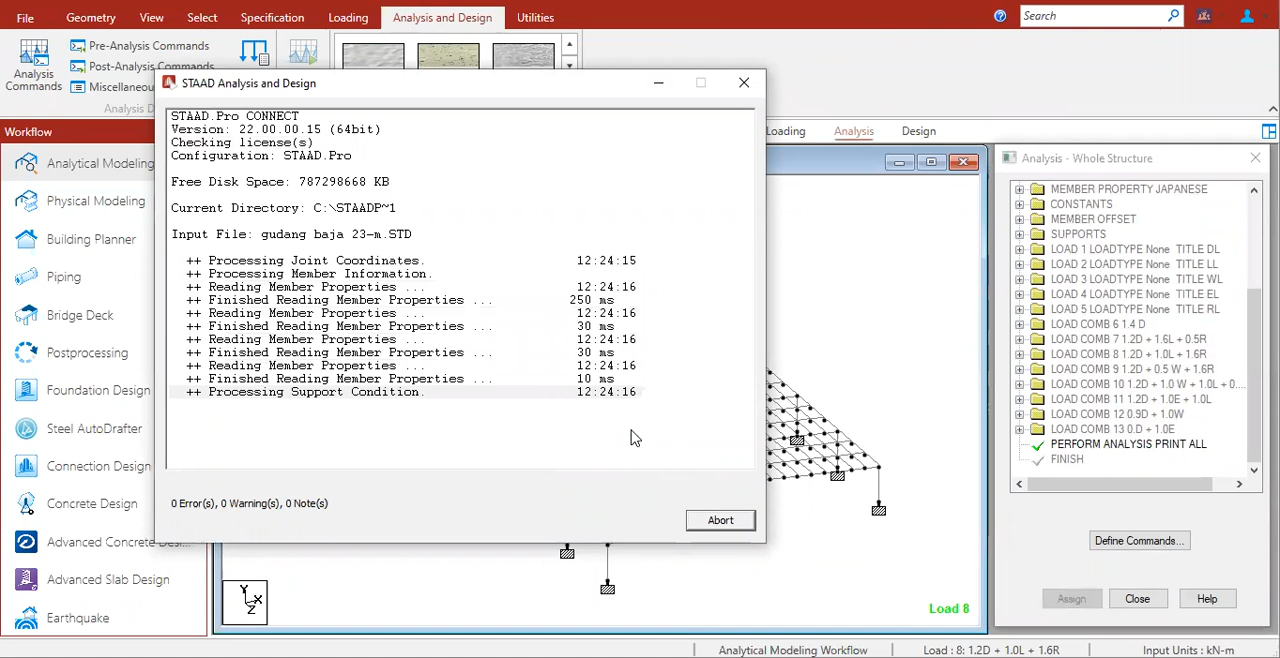 File Geometry View Select Specification Loading Analysis and Design Utilities
Search
Analysis
Commands
Pre-Analysis Commands
Post-Analysis Commands
Miscellaneou
Analysis D
STAAD Analysis and Design
STAAD.Pro CONNECT
Version: 22.00.00.15 (64bit)
Checking license(s)
Configuration: STAAD.Pro
Free Disk Space: 787298668 KB
Current Directory: C:\STAADP~1
Input File: gudang baja 23-m.STD
++ Processing Joint Coordinates. 12:24:15
++ Processing Member Information.
++ Reading Member Properties ... 12:24:16
++ Finished Reading Member Properties ... 250 ms
++ Reading Member Properties ... 12:24:16
++ Finished Reading Member Properties ... 30 ms
++ Reading Member Properties ... 12:24:16
++ Finished Reading Member Properties ... 30 ms
++ Reading Member Properties ... 12:24:16
++ Finished Reading Member Properties ... 10 ms
++ Processing Support Condition. 12:24:16
0 Error(s), 0 Warning(s), 0 Note(s)
Abort
Workflow
Analytical Modeling
Physical Modeling
Building Planner
Piping
Bridge Deck
Postprocessing
Foundation Design
Steel AutoDrafter
Connection Design
Concrete Design
Advanced Concrete De...
Advanced Slab Design
Earthquake
Loading Analysis Design
Y
X
Z
Load 8
Analysis - Whole Structure
MEMBER PROPERTY JAPANESE
CONSTANTS
MEMBER OFFSET
SUPPORTS
LOAD 1 LOADTYPE None TITLE DL
LOAD 2 LOADTYPE None TITLE LL
LOAD 3 LOADTYPE None TITLE WL
LOAD 4 LOADTYPE None TITLE EL
LOAD 5 LOADTYPE None TITLE RL
LOAD COMB 6 1.4 D
LOAD COMB 7 1.2D + 1.6L + 0.5R
LOAD COMB 8 1.2D + 1.0L + 1.6R
LOAD COMB 9 1.2D + 0.5 W + 1.6R
LOAD COMB 10 1.2D + 1.0 W + 1.0L + 0....
LOAD COMB 11 1.2D + 1.0E + 1.0L
LOAD COMB 12 0.9D + 1.0W
LOAD COMB 13 0.D + 1.0E
PERFORM ANALYSIS PRINT ALL
FINISH
Define Commands...
Assign Close Help
Analytical Modeling Workflow Load : 8: 1.2D + 1.0L + 1.6R Input Units : kN-m